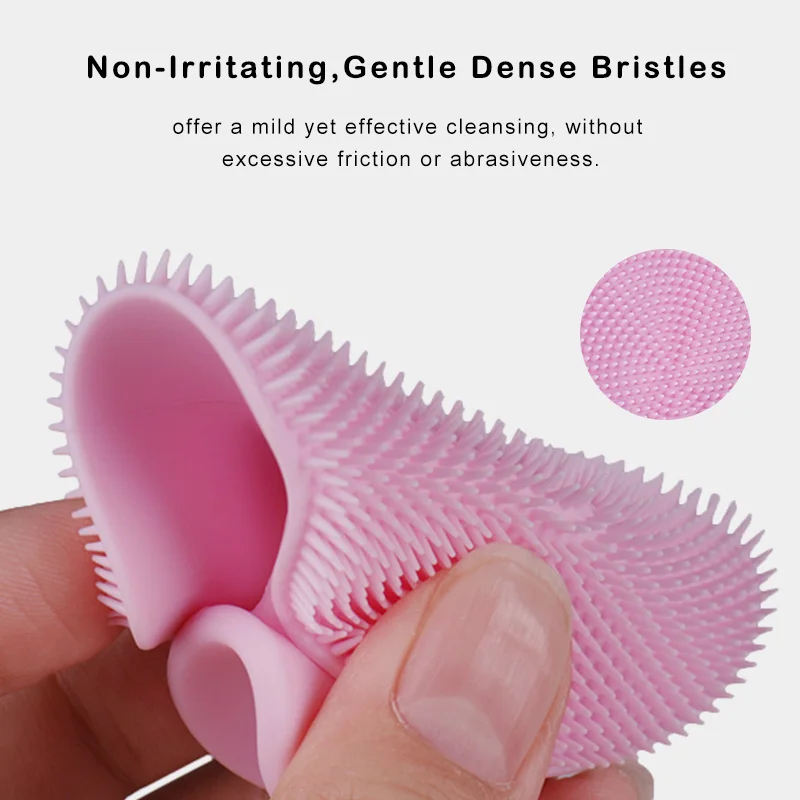 Non-Irritating,Gentle Dense Bristles
offer a mild yet effective cleansing, without
excessive friction or abrasiveness.